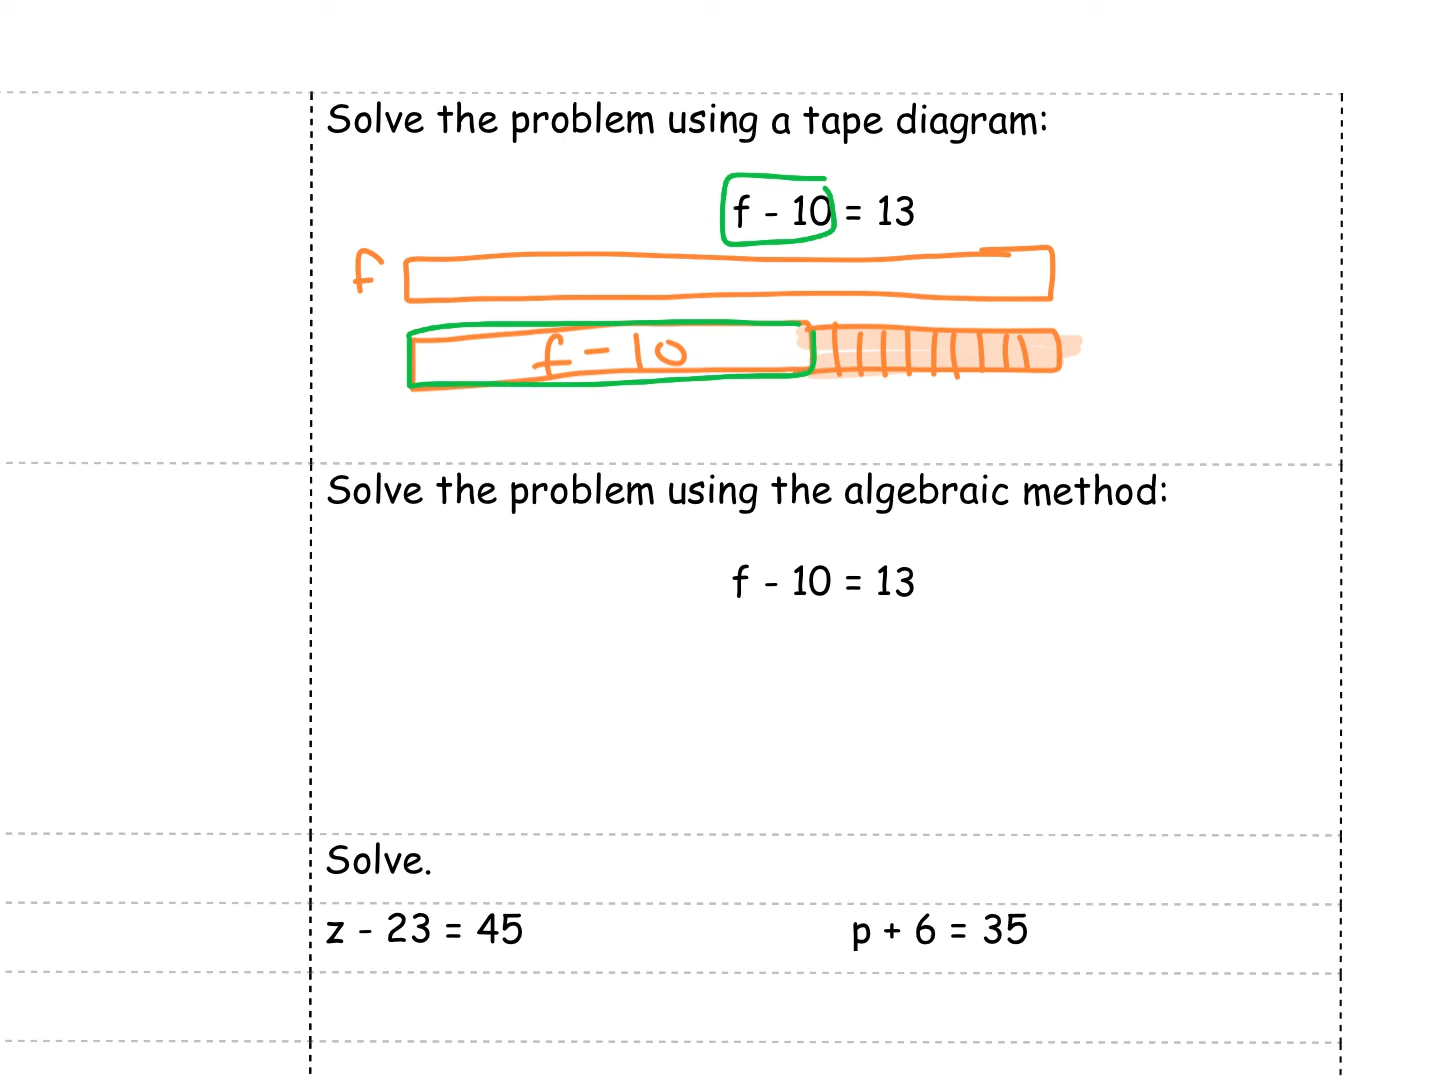 Solve the problem using a tape diagram:
f - 10 = 13
f
f - 10
Solve the problem using the algebraic method:
f - 10 = 13
Solve.
z - 23 = 45 p + 6 = 35